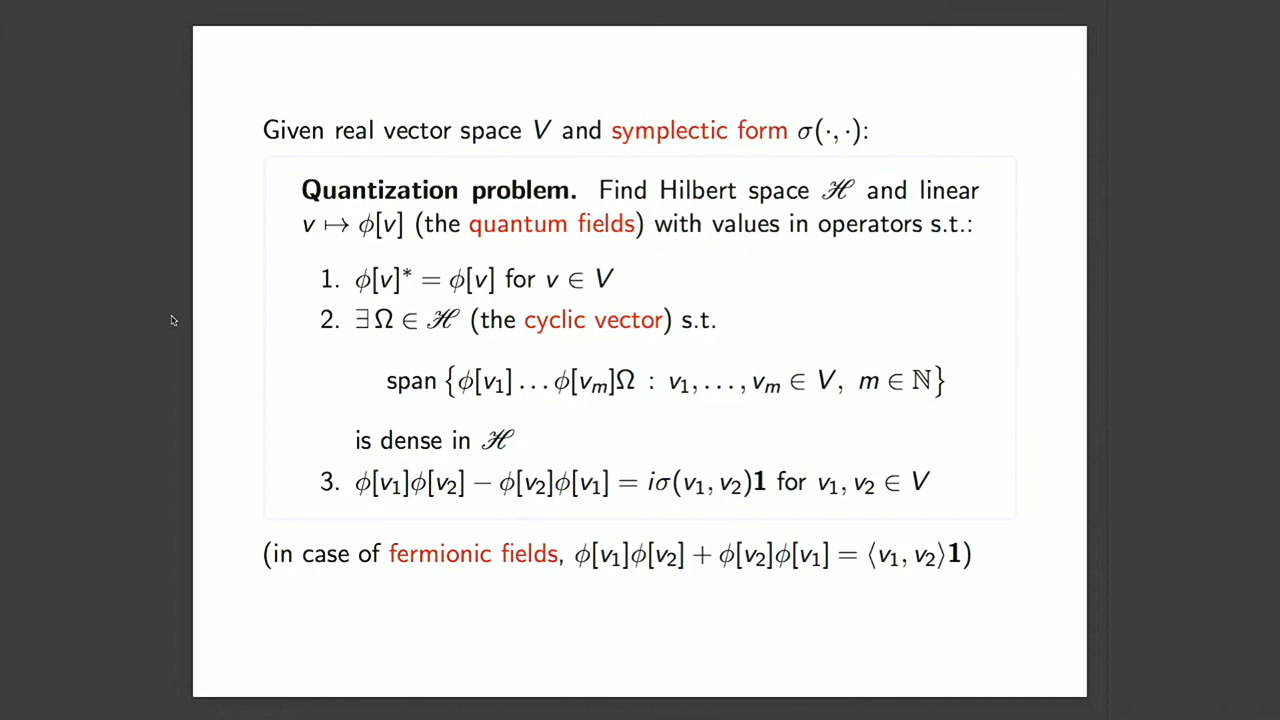 Given real vector space V and symplectic form σ(·, ·):
Quantization problem. Find Hilbert space ℋ and linear
v ↦ ϕ[v] (the quantum fields) with values in operators s.t.:
1. ϕ[v]* = ϕ[v] for v ∈ V
2. ∃ Ω ∈ ℋ (the cyclic vector) s.t.
span {ϕ[v₁] … ϕ[vₘ]Ω : v₁, …, vₘ ∈ V, m ∈ ℕ}
is dense in ℋ
3. ϕ[v₁]ϕ[v₂] − ϕ[v₂]ϕ[v₁] = iσ(v₁, v₂)1 for v₁, v₂ ∈ V
(in case of fermionic fields, ϕ[v₁]ϕ[v₂] + ϕ[v₂]ϕ[v₁] = ⟨v₁, v₂⟩1)